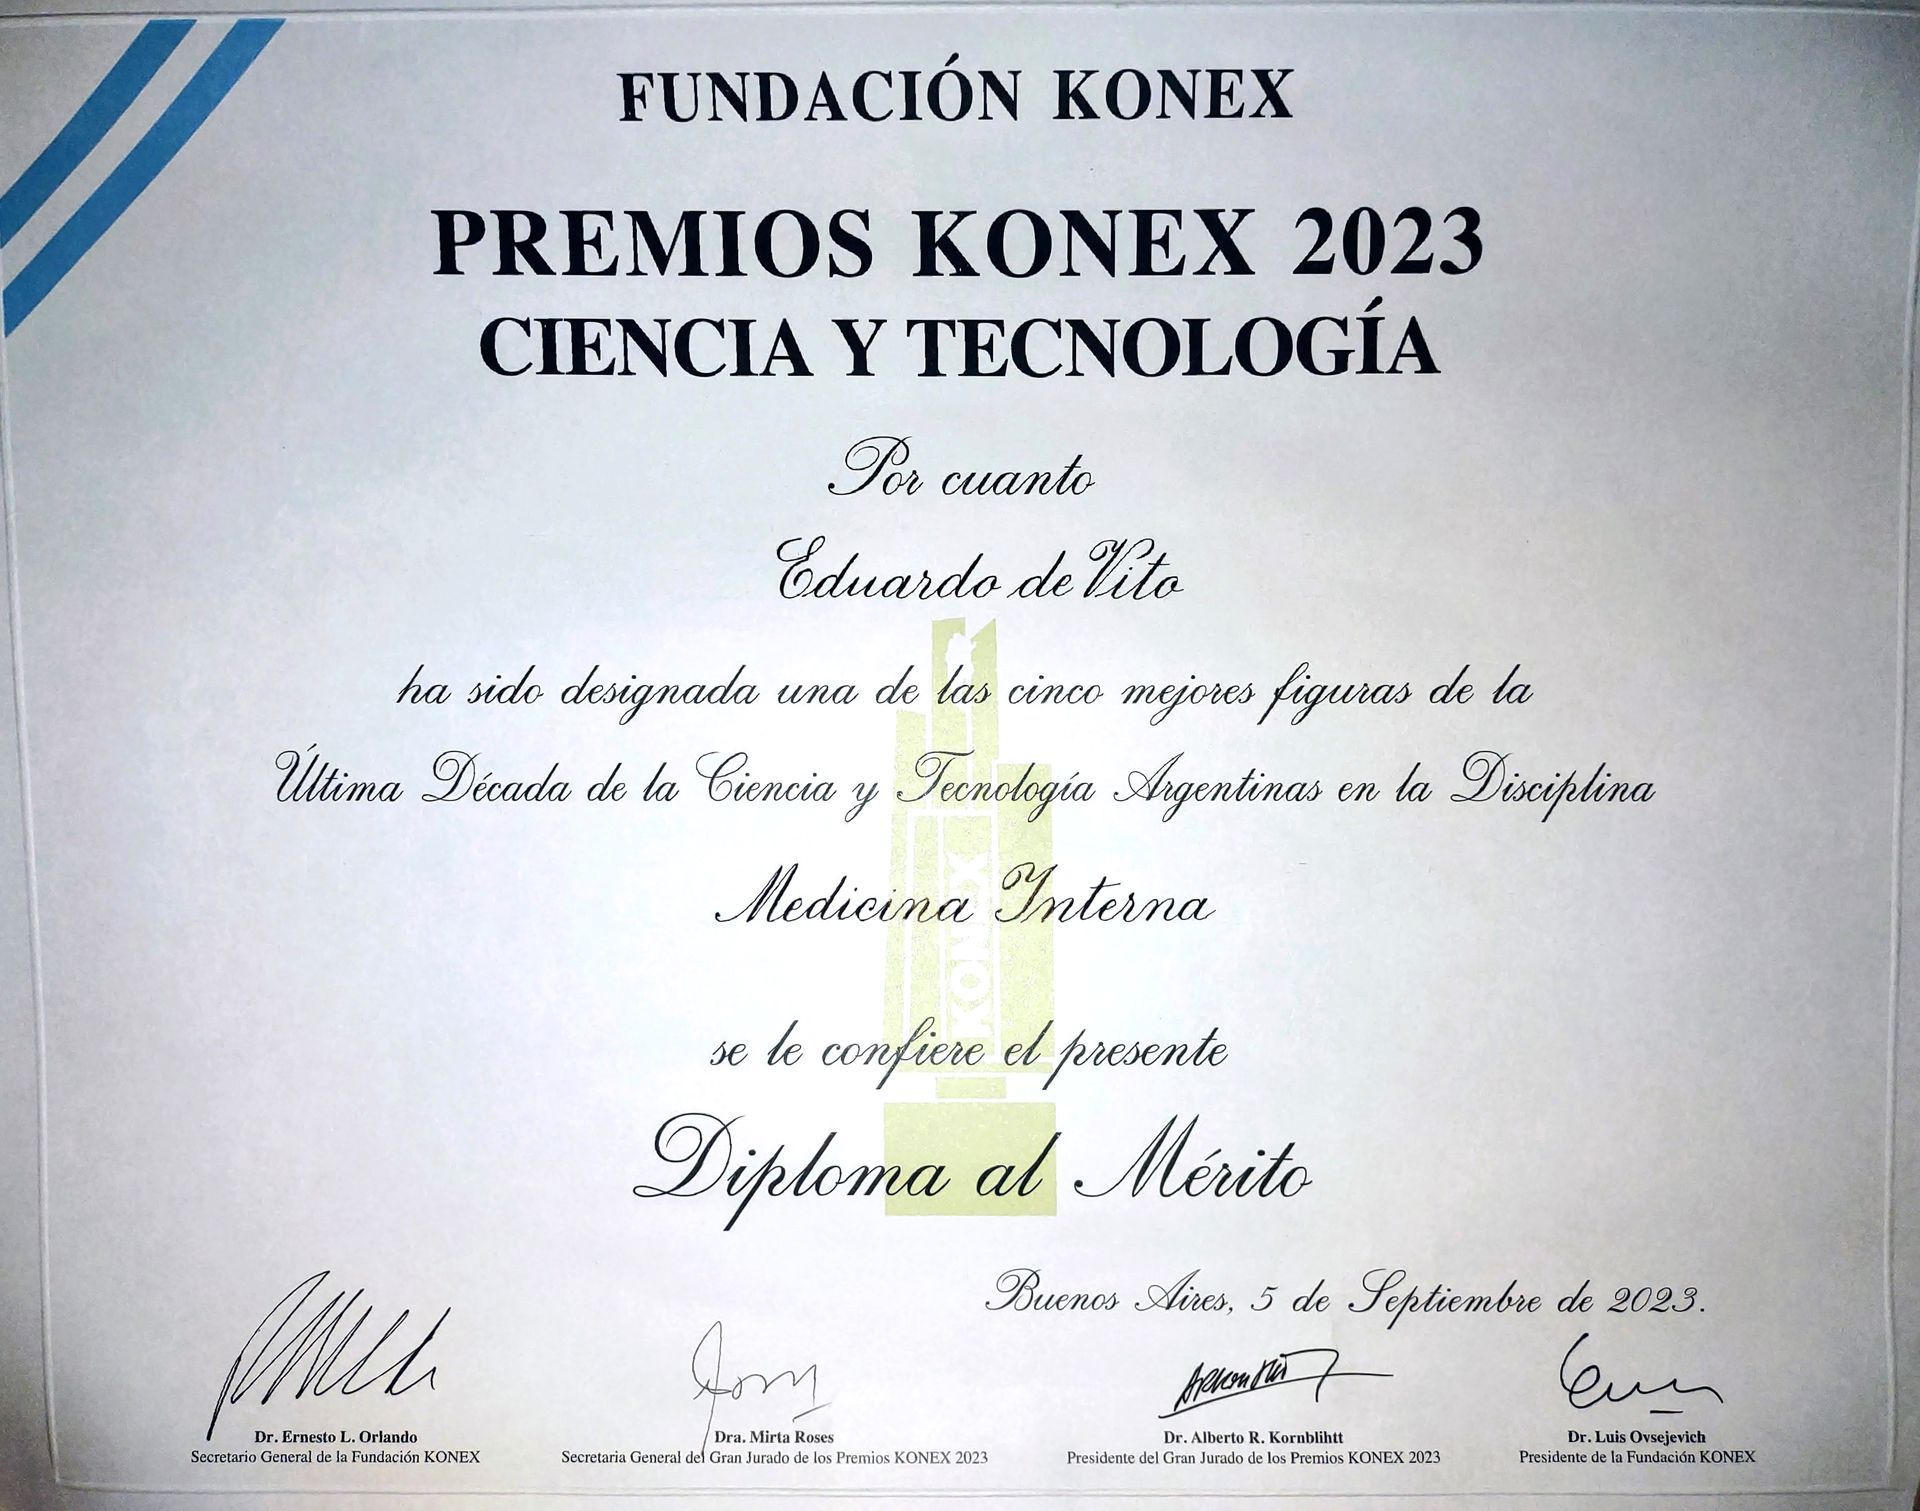 FUNDACIÓN KONEX
PREMIOS KONEX 2023
CIENCIA Y TECNOLOGÍA
Por cuanto
Eduardo de Vito
ha sido designada una de las cinco mejores figuras de la
Última Década de la Ciencia y Tecnología Argentinas en la Disciplina
Medicina Interna
KONEX
se le confiere el presente
Diploma al Mérito
Buenos Aires, 5 de Septiembre de 2023.
Dr. Ernesto L. Orlando
Secretario General de la Fundación KONEX
Dra. Mirta Roses
Secretaria General del Gran Jurado de los Premios KONEX 2023
Dr. Alberto R. Kornblihtt
Presidente del Gran Jurado de los Premios KONEX 2023
Dr. Luis Ovsejevich
Presidente de la Fundación KONEX